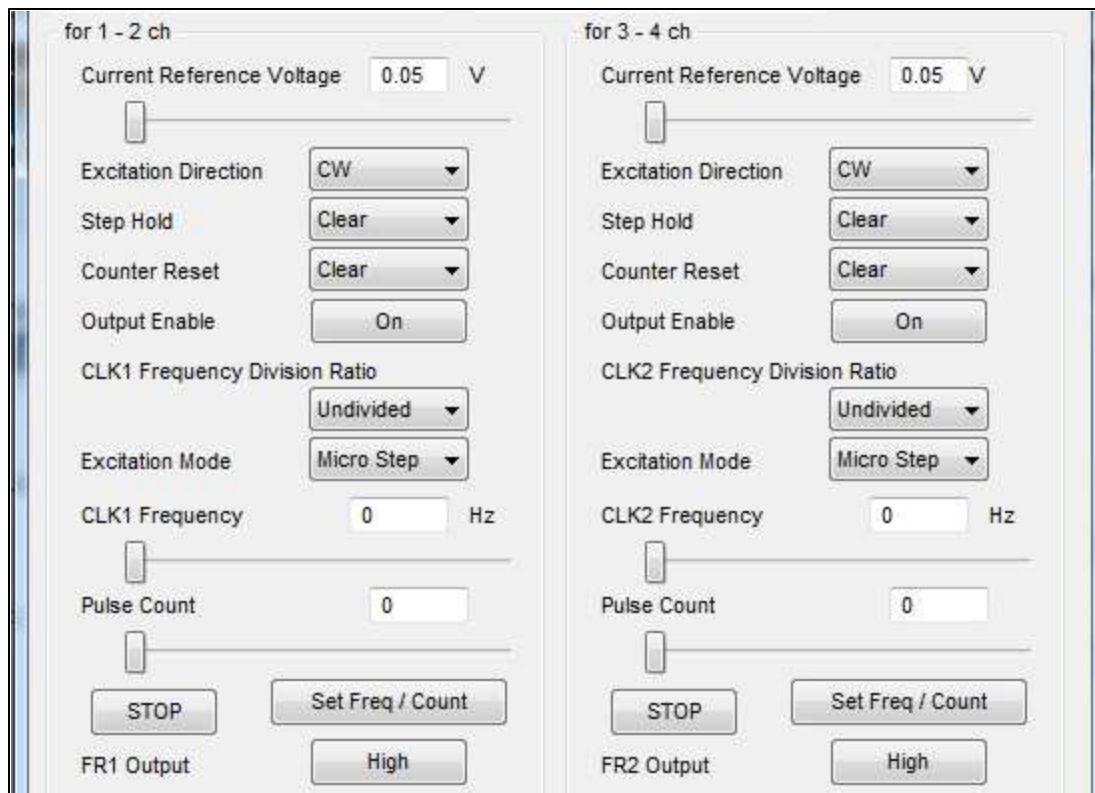 for 1 - 2 ch
Current Reference Voltage 0.05 V
Excitation Direction CW
Step Hold Clear
Counter Reset Clear
Output Enable On
CLK1 Frequency Division Ratio
Undivided
Excitation Mode Micro Step
CLK1 Frequency 0 Hz
Pulse Count 0
STOP Set Freq / Count
FR1 Output High
for 3 - 4 ch
Current Reference Voltage 0.05 V
Excitation Direction CW
Step Hold Clear
Counter Reset Clear
Output Enable On
CLK2 Frequency Division Ratio
Undivided
Excitation Mode Micro Step
CLK2 Frequency 0 Hz
Pulse Count 0
STOP Set Freq / Count
FR2 Output High